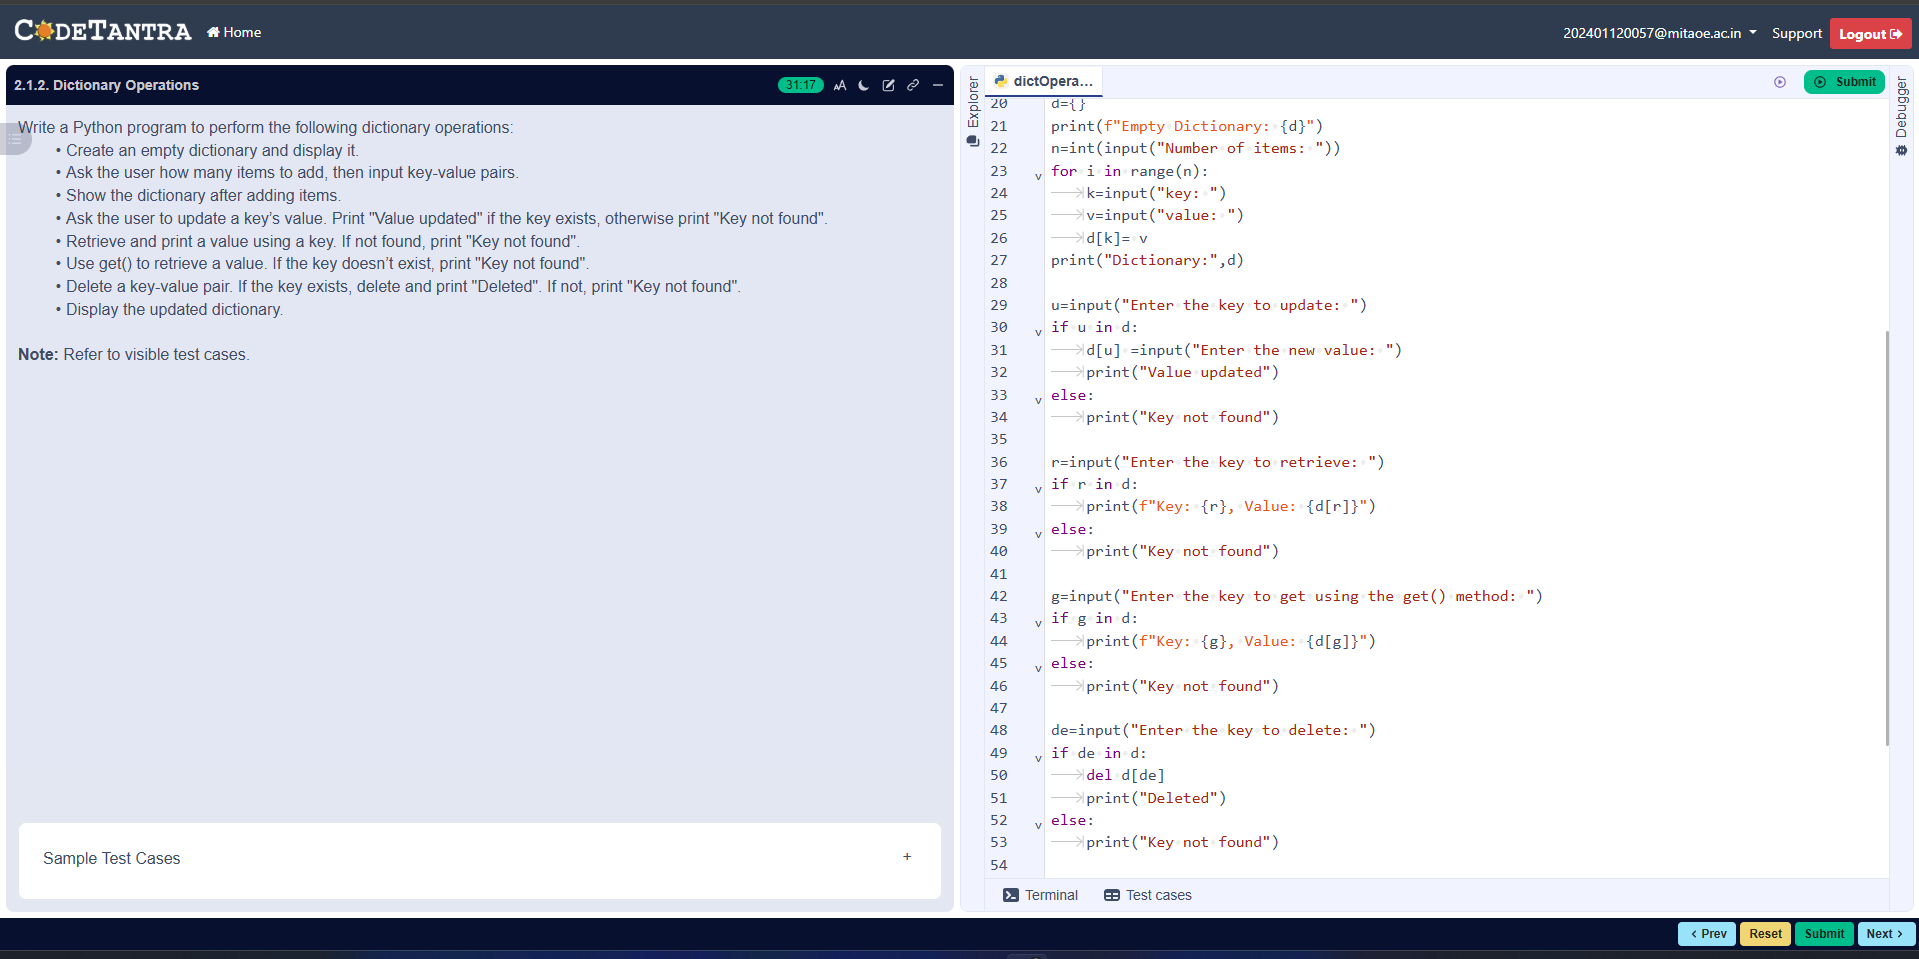 CODETANTRA Home
202401120057@mitaoe.ac.in Support Logout
2.1.2. Dictionary Operations 31:17
Write a Python program to perform the following dictionary operations:
• Create an empty dictionary and display it.
• Ask the user how many items to add, then input key-value pairs.
• Show the dictionary after adding items.
• Ask the user to update a key’s value. Print "Value updated" if the key exists, otherwise print "Key not found".
• Retrieve and print a value using a key. If not found, print "Key not found".
• Use get() to retrieve a value. If the key doesn’t exist, print "Key not found".
• Delete a key-value pair. If the key exists, delete and print "Deleted". If not, print "Key not found".
• Display the updated dictionary.
Note: Refer to visible test cases.
Sample Test Cases +
Explorer
dictOpera...
Submit
Debugger
20 d={}
21 print(f"Empty Dictionary: {d}")
22 n=int(input("Number of items: "))
23 for i in range(n):
24 k=input("key: ")
25 v=input("value: ")
26 d[k]= v
27 print("Dictionary:",d)
28
29 u=input("Enter the key to update: ")
30 if u in d:
31 d[u] =input("Enter the new value: ")
32 print("Value updated")
33 else:
34 print("Key not found")
35
36 r=input("Enter the key to retrieve: ")
37 if r in d:
38 print(f"Key: {r}, Value: {d[r]}")
39 else:
40 print("Key not found")
41
42 g=input("Enter the key to get using the get() method: ")
43 if g in d:
44 print(f"Key: {g}, Value: {d[g]}")
45 else:
46 print("Key not found")
47
48 de=input("Enter the key to delete: ")
49 if de in d:
50 del d[de]
51 print("Deleted")
52 else:
53 print("Key not found")
54
Terminal Test cases
‹ Prev Reset Submit Next ›